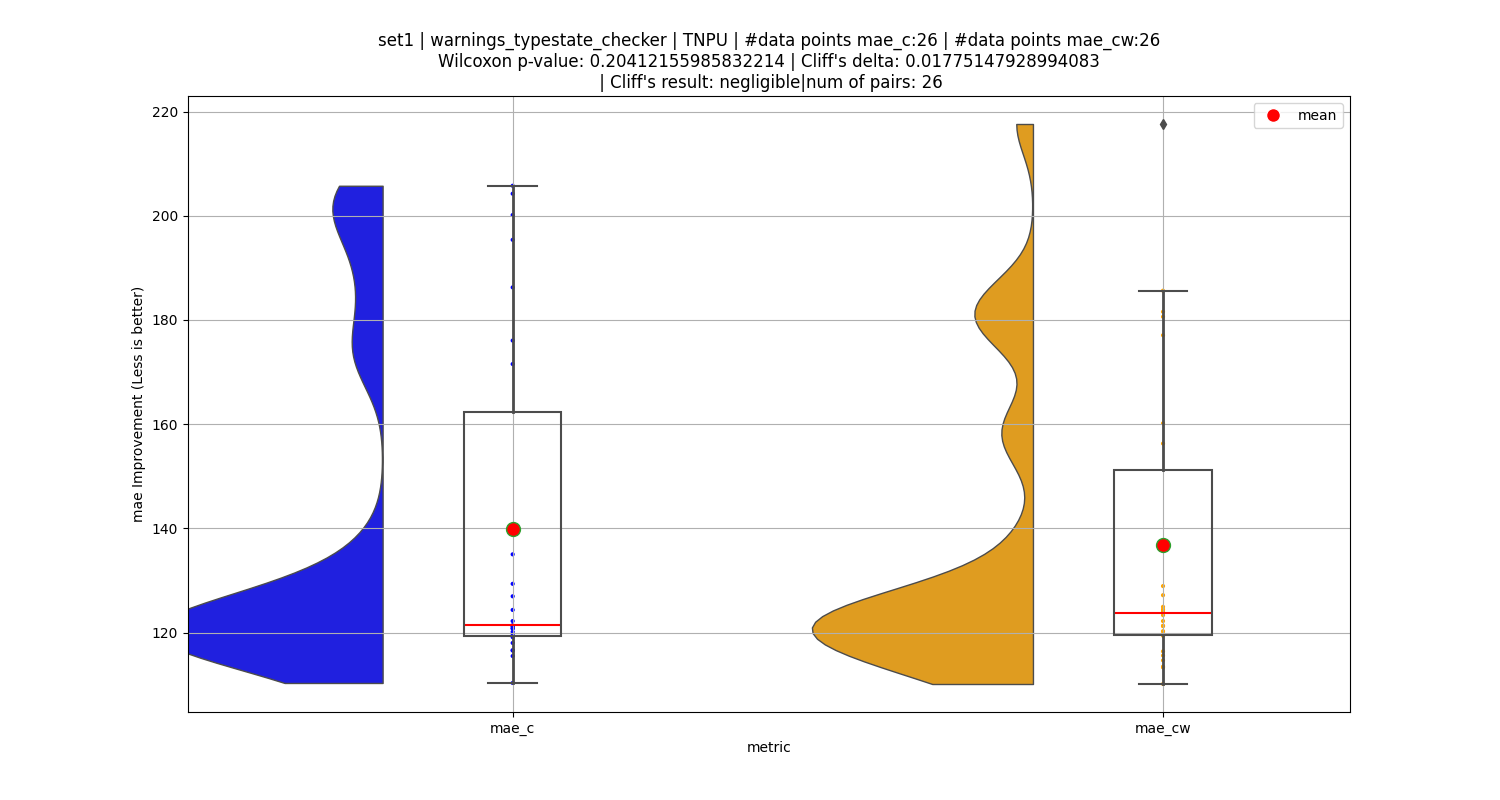 set1 | warnings_typestate_checker | TNPU | #data points mae_c:26 | #data points mae_cw:26
Wilcoxon p-value: 0.20412155985832214 | Cliff's delta: 0.01775147928994083
| Cliff's result: negligible|num of pairs: 26
220
mean
200
180
160
140
120
mae Improvement (Less is better)
mae_c
mae_cw
metric